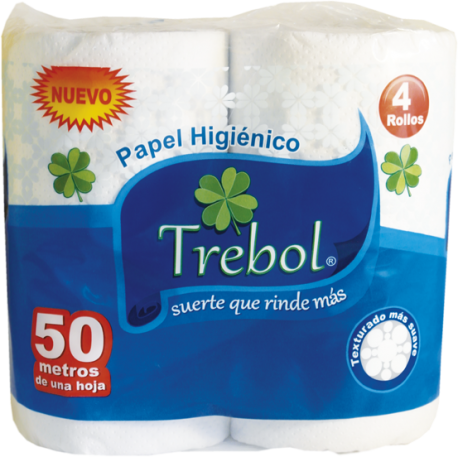 NUEVO
4
Rollos
Papel Higiénico
Trebol®
suerte que rinde más
50
metros
de una hoja
Texturado más suave